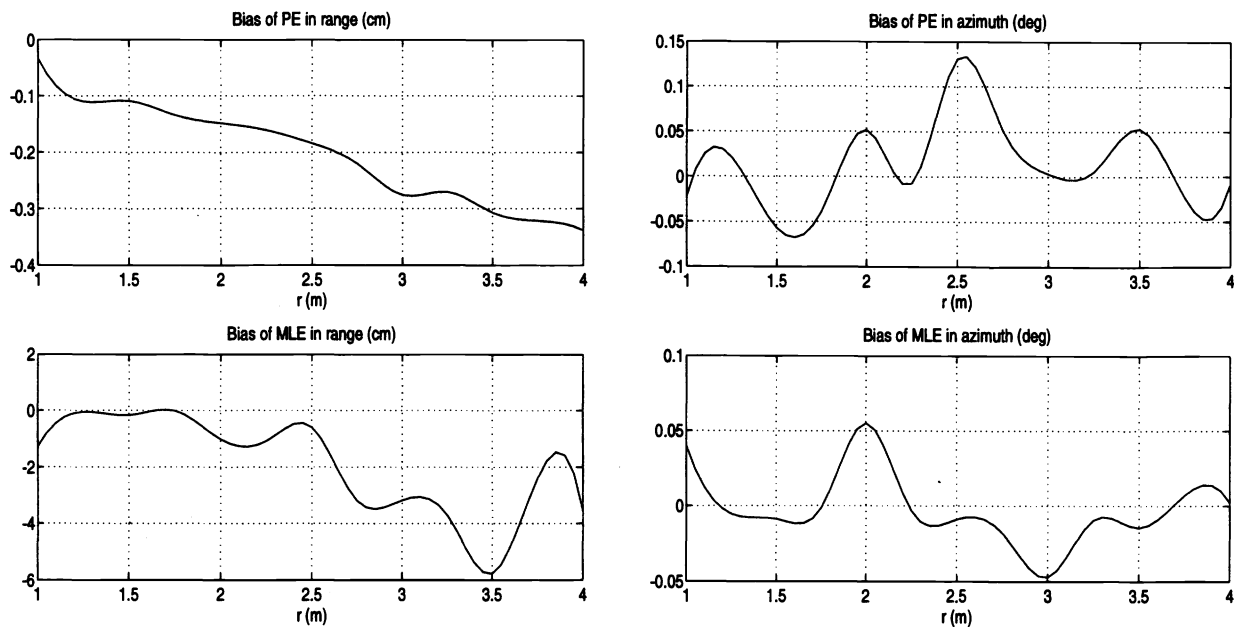 Bias of PE in range (cm)
0
-0.1
-0.2
-0.3
-0.4
1 1.5 2 2.5 3 3.5 4
r (m)
Bias of PE in azimuth (deg)
0.15
0.1
0.05
0
-0.05
-0.1
1 1.5 2 2.5 3 3.5 4
r (m)
Bias of MLE in range (cm)
2
0
-2
-4
-6
1 1.5 2 2.5 3 3.5 4
r (m)
Bias of MLE in azimuth (deg)
0.1
0.05
0
-0.05
1 1.5 2 2.5 3 3.5 4
r (m)